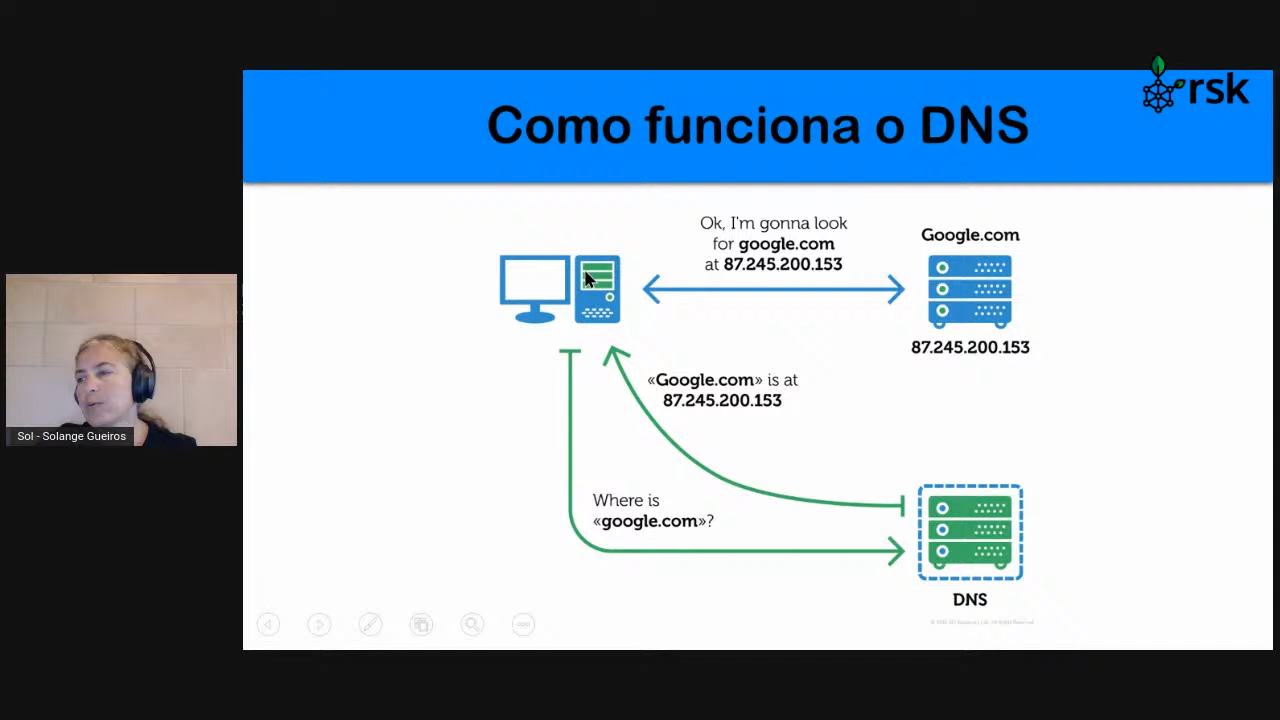 rsk
Como funciona o DNS
Ok, I'm gonna look
for google.com
at 87.245.200.153
Google.com
87.245.200.153
«Google.com» is at
87.245.200.153
Sol - Solange Gueiros
Where is
«google.com»?
DNS